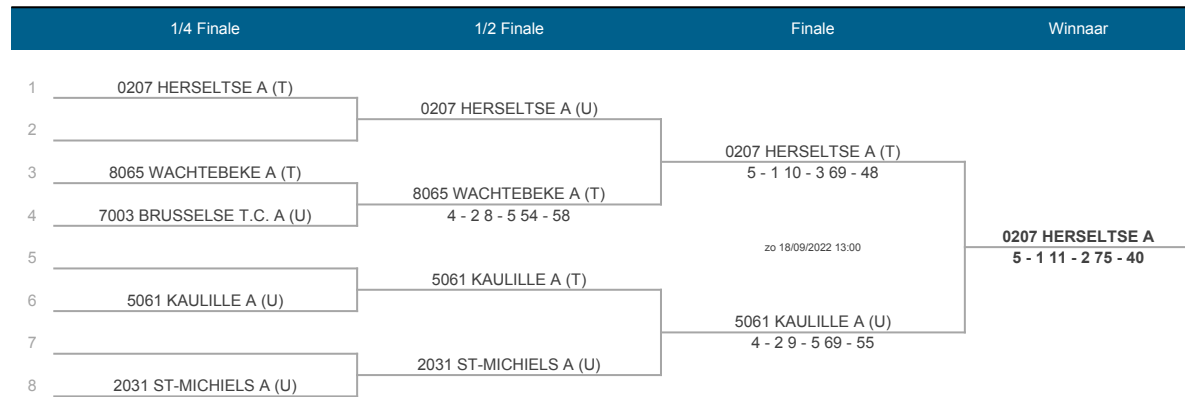 1/4 Finale 1/2 Finale Finale Winnaar
1 0207 HERSELTSE A (T)
0207 HERSELTSE A (U)
2
0207 HERSELTSE A (T)
3 8065 WACHTEBEKE A (T)
5 - 1 10 - 3 69 - 48
8065 WACHTEBEKE A (T)
4 7003 BRUSSELSE T.C. A (U)
4 - 2 8 - 5 54 - 58
0207 HERSELTSE A
zo 18/09/2022 13:00
5
5 - 1 11 - 2 75 - 40
5061 KAULILLE A (T)
6 5061 KAULILLE A (U)
5061 KAULILLE A (U)
7
4 - 2 9 - 5 69 - 55
2031 ST-MICHIELS A (U)
8 2031 ST-MICHIELS A (U)